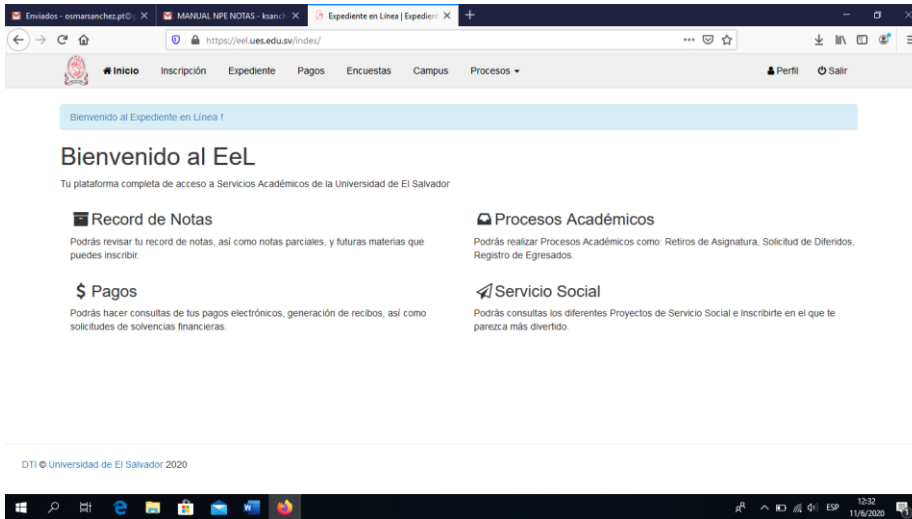 Enviados - osmarsanchez.pt@
MANUAL NPE NOTAS - ksanch
Expediente en Línea | Expedient
https://eel.ues.edu.sv/index/
Inicio Inscripción Expediente Pagos Encuestas Campus Procesos Perfil Salir
Bienvenido al Expediente en Línea !
Bienvenido al EeL
Tu plataforma completa de acceso a Servicios Académicos de la Universidad de El Salvador
Record de Notas
Podrás revisar tu record de notas, así como notas parciales, y futuras materias que
puedes inscribir.
Procesos Académicos
Podrás realizar Procesos Académicos como: Retiros de Asignatura, Solicitud de Diferidos,
Registro de Egresados.
$ Pagos
Podrás hacer consultas de tus pagos electrónicos, generación de recibos, así como
solicitudes de solvencias financieras.
Servicio Social
Podrás consultas los diferentes Proyectos de Servicio Social e Inscribirte en el que te
parezca más divertido.
DTI © Universidad de El Salvador 2020
ESP
12:32
11/6/2020